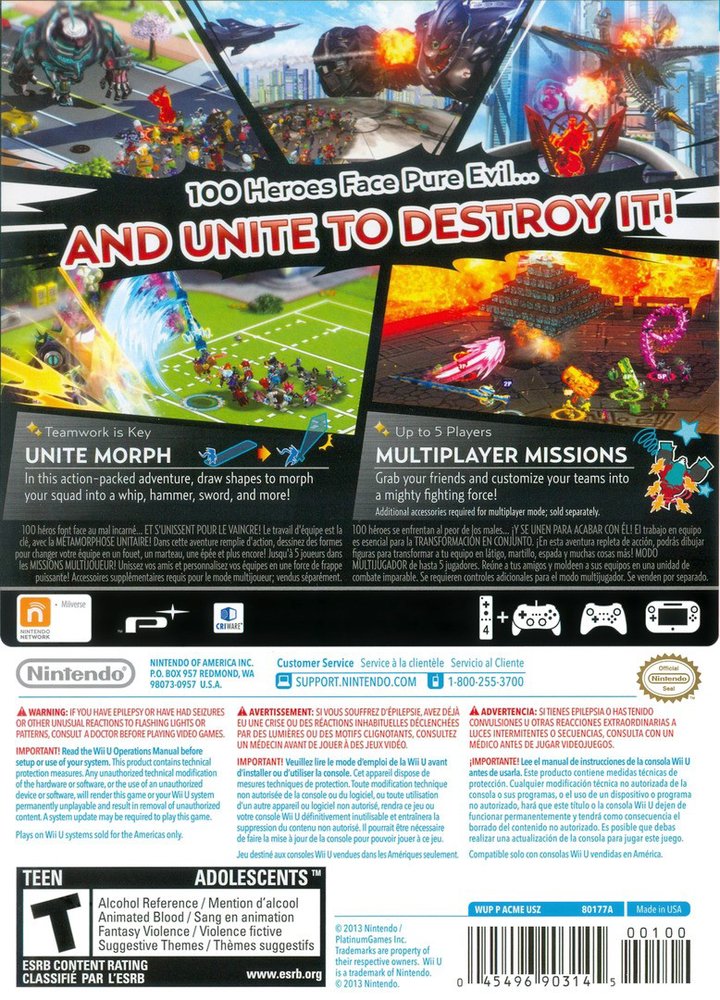 100 Heroes Face Pure Evil...
AND UNITE TO DESTROY IT!
2P
5P
Teamwork is Key
UNITE MORPH
In this action-packed adventure, draw shapes to morph
your squad into a whip, hammer, sword, and more!
Up to 5 Players
MULTIPLAYER MISSIONS
Grab your friends and customize your teams into
a mighty fighting force!
Additional accessories required for multiplayer mode; sold separately.
100 héros font face au mal incarné... ET S'UNISSENT POUR LE VAINCRE! Le travail d'équipe est la
clé, avec la MÉTAMORPHOSE UNITAIRE! Dans cette aventure remplie d'action, dessinez des formes
pour changer votre équipe en fouet, un marteau, une épée et plus encore! Jusqu'à 5 joueurs dans
les MISSIONS MULTIJOUEUR! Unissez vos amis et personnalisez vos équipes en une force de frappe
puissante! Accessoires supplémentaires requis pour le mode multijoueur; vendus séparément.
100 héroes se enfrentan al peor de los males... ¡Y SE UNEN PARA ACABAR CON ÉL! El trabajo en equipo
es esencial para la TRANSFORMACIÓN EN CONJUNTO. ¡En esta aventura repleta de acción, podrás dibujar
figuras para transformar a tu equipo en látigo, martillo, espada y muchas cosas más! MODO
MULTIJUGADOR de hasta 5 jugadores. Reúne a tus amigos y moldeen a sus equipos en una unidad de
combate imparable. Se requieren controles adicionales para el modo multijugador. Se venden por separado.
NINTENDO
NETWORK
• Miiverse
P
CRIWARE
4
+
Nintendo
NINTENDO OF AMERICA INC.
P.O. BOX 957 REDMOND, WA
98073-0957 U.S.A.
Customer Service Service à la clientèle Servicio al Cliente
SUPPORT.NINTENDO.COM 1-800-255-3700
Official
Nintendo
Seal
WARNING: IF YOU HAVE EPILEPSY OR HAVE HAD SEIZURES
OR OTHER UNUSUAL REACTIONS TO FLASHING LIGHTS OR
PATTERNS, CONSULT A DOCTOR BEFORE PLAYING VIDEO GAMES.
IMPORTANT! Read the Wii U Operations Manual before
setup or use of your system. This product contains technical
protection measures. Any unauthorized technical modification
of the hardware or software, or the use of an unauthorized
device or software, will render this game or your Wii U system
permanently unplayable and result in removal of unauthorized
content. A system update may be required to play this game.
Plays on Wii U systems sold for the Americas only.
AVERTISSEMENT: SI VOUS SOUFFREZ D'ÉPILEPSIE, AVEZ DÉJÀ
EU UNE CRISE OU DES RÉACTIONS INHABITUELLES DÉCLENCHÉES
PAR DES LUMIÈRES OU DES MOTIFS CLIGNOTANTS, CONSULTEZ
UN MÉDECIN AVANT DE JOUER À DES JEUX VIDÉO.
IMPORTANT! Veuillez lire le mode d'emploi de la Wii U avant
d'installer ou d'utiliser la console. Cet appareil dispose de
mesures techniques de protection. Toute modification technique
non autorisée de la console ou du logiciel, ou toute utilisation
d'un autre appareil ou logiciel non autorisé, rendra ce jeu ou
votre console Wii U définitivement inutilisable et entraînera la
suppression du contenu non autorisé. Il pourrait être nécessaire
de faire la mise à jour de la console pour pouvoir jouer à ce jeu.
Jeu destiné aux consoles Wii U vendues dans les Amériques seulement.
ADVERTENCIA: SI TIENES EPILEPSIA O HAS TENIDO
CONVULSIONES U OTRAS REACCIONES EXTRAORDINARIAS A
LUCES INTERMITENTES O SECUENCIAS, CONSULTA CON UN
MÉDICO ANTES DE JUGAR VIDEOJUEGOS.
¡IMPORTANTE! Lee el manual de instrucciones de la consola Wii U
antes de usarla. Este producto contiene medidas técnicas de
protección. Cualquier modificación técnica no autorizada de la
consola o sus programas, o el uso de un dispositivo o programa
no autorizado, hará que este título o la consola Wii U dejen de
funcionar permanentemente y tendrá como consecuencia el
borrado del contenido no autorizado. Es posible que debas
realizar una actualización de la consola para jugar este juego.
Compatible solo con consolas Wii U vendidas en América.
TEEN ADOLESCENTS™
T
Alcohol Reference / Mention d'alcool
Animated Blood / Sang en animation
Fantasy Violence / Violence fictive
Suggestive Themes / Thèmes suggestifs
ESRB CONTENT RATING www.esrb.org
CLASSIFIÉ PAR L'ESRB
© 2013 Nintendo/
PlatinumGames Inc.
Trademarks are property of
their respective owners. Wii U
is a trademark of Nintendo.
© 2013 Nintendo.
WUP P ACME USZ 80177A Made in USA
00100
0 45496 90314 5